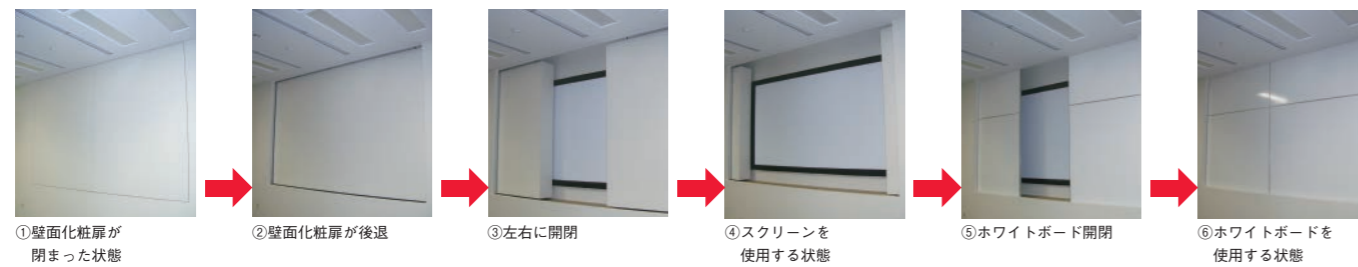 ①壁面化粧扉が
閉まった状態
②壁面化粧扉が後退
③左右に開閉
④スクリーンを
使用する状態
⑤ホワイトボード開閉
⑥ホワイトボードを
使用する状態